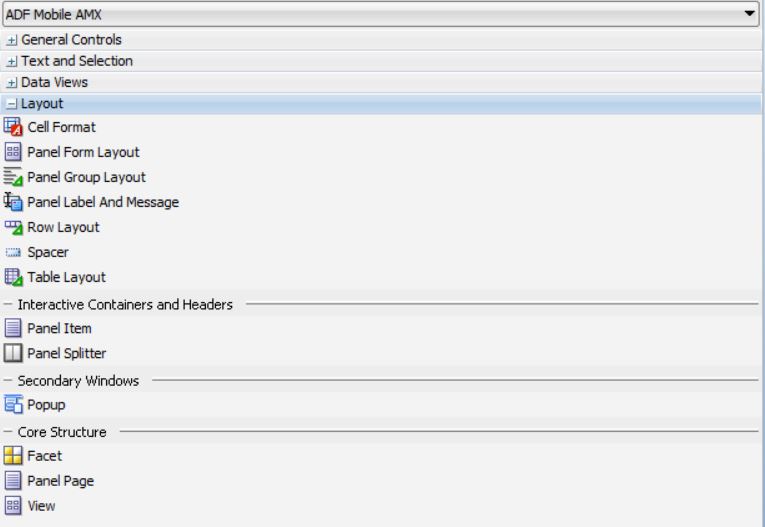 ADF Mobile AMX
General Controls
Text and Selection
Data Views
Layout
Cell Format
Panel Form Layout
Panel Group Layout
Panel Label And Message
Row Layout
Spacer
Table Layout
Interactive Containers and Headers
Panel Item
Panel Splitter
Secondary Windows
Popup
Core Structure
Facet
Panel Page
View